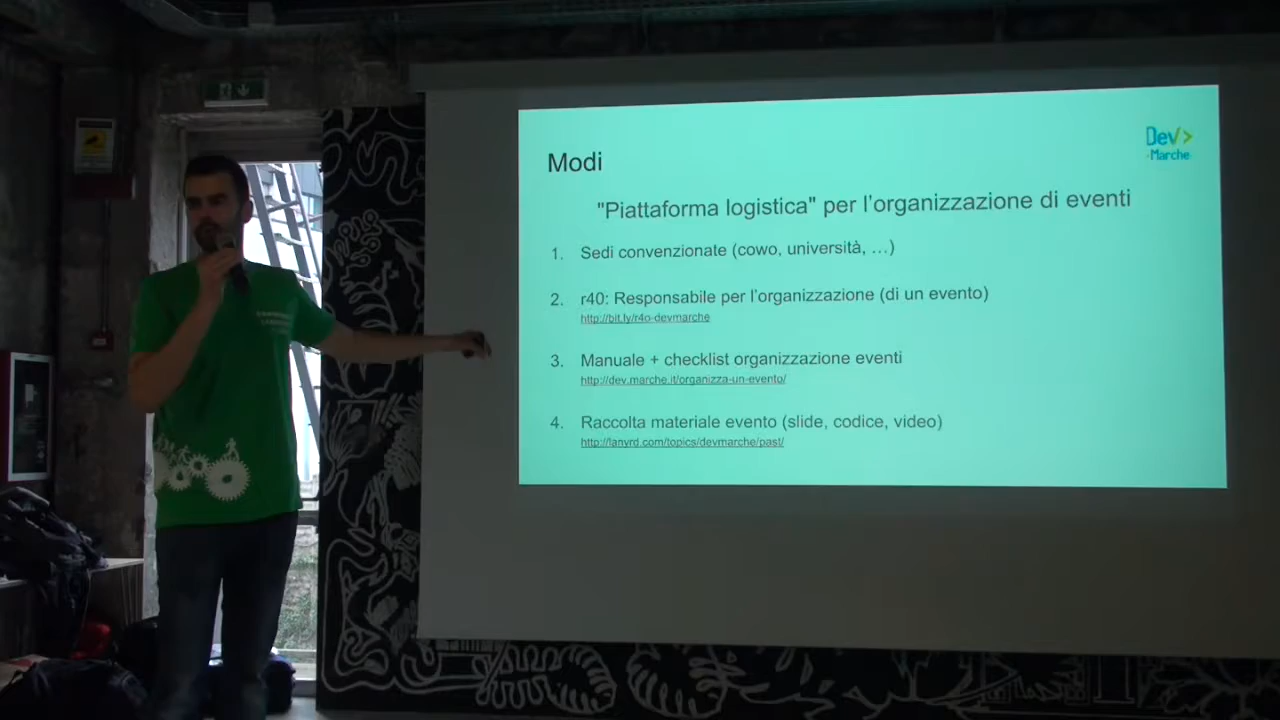 Modi
Dev>
Marche
"Piattaforma logistica" per l'organizzazione di eventi
1. Sedi convenzionate (cowo, università, …)
2. r40: Responsabile per l'organizzazione (di un evento)
http://bit.ly/r4o-devmarche
3. Manuale + checklist organizzazione eventi
http://dev.marche.it/organizza-un-evento/
4. Raccolta materiale evento (slide, codice, video)
http://lanyrd.com/topics/devmarche/past/